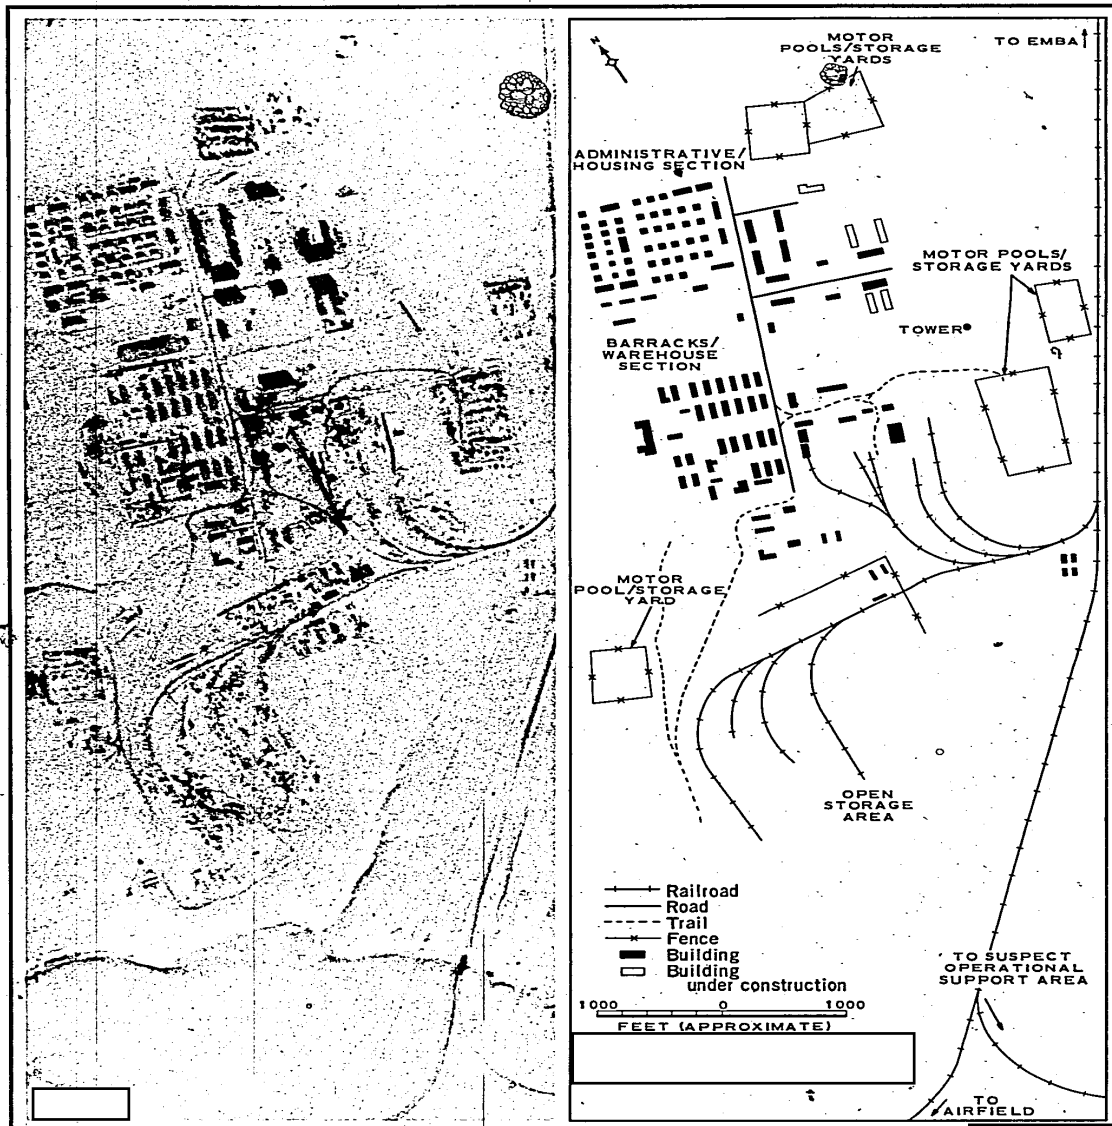 N
MOTOR
POOLS/STORAGE
YARDS
TO EMBA
ADMINISTRATIVE/
HOUSING SECTION
MOTOR POOLS/
STORAGE YARDS
TOWER
BARRACKS/
WAREHOUSE
SECTION
MOTOR
POOL/STORAGE
YARD
OPEN
STORAGE
AREA
Railroad
Road
Trail
Fence
Building
Building
under construction
1000 0 1000
FEET (APPROXIMATE)
TO SUSPECT
OPERATIONAL
SUPPORT AREA
TO
AIRFIELD